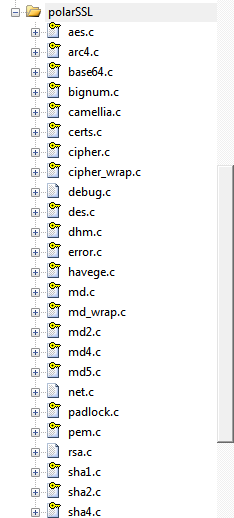 polarSSL
aes.c
arc4.c
base64.c
bignum.c
camellia.c
certs.c
cipher.c
cipher_wrap.c
debug.c
des.c
dhm.c
error.c
havege.c
md.c
md_wrap.c
md2.c
md4.c
md5.c
net.c
padlock.c
pem.c
rsa.c
sha1.c
sha2.c
sha4.c